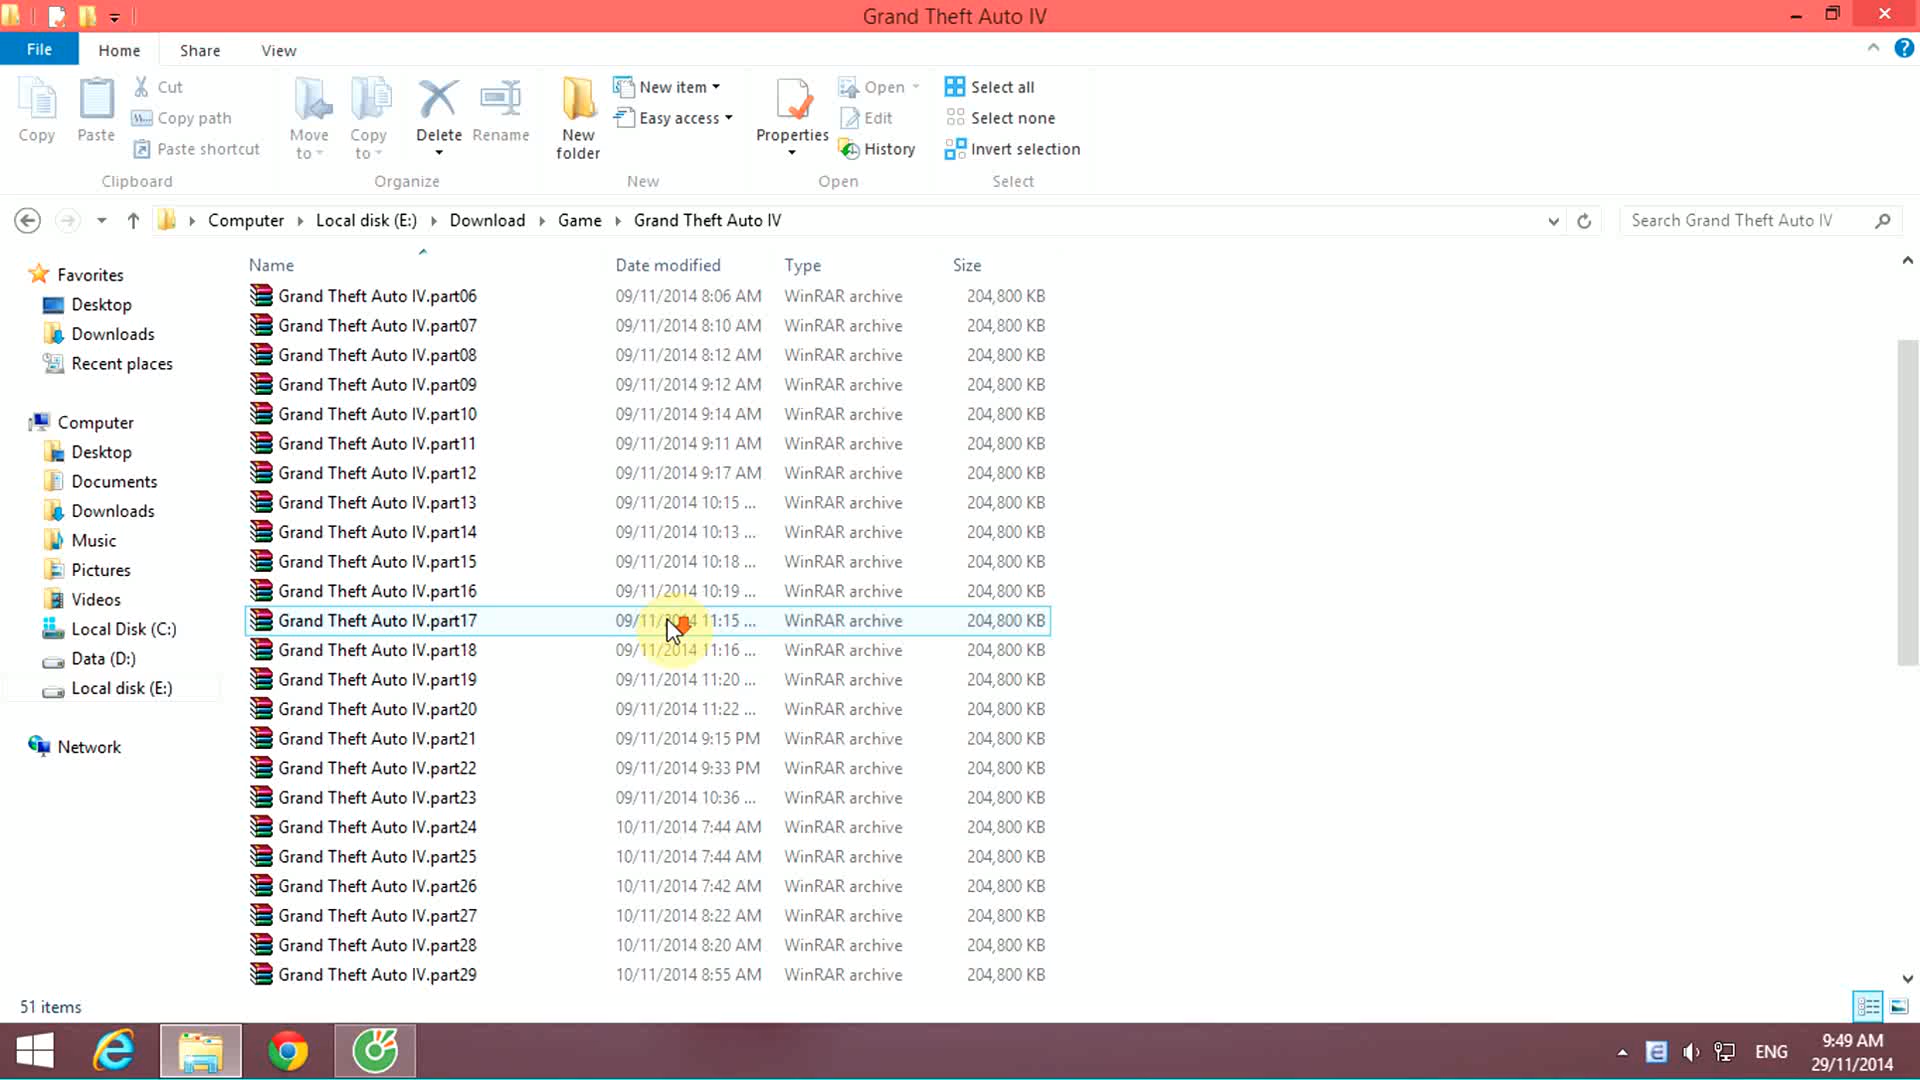 Grand Theft Auto IV
File Home Share View
Copy
Paste
Cut
Copy path
Paste shortcut
Clipboard
Move to
Copy to
Delete
Rename
Organize
New folder
New item
Easy access
New
Properties
Open
Edit
History
Open
Select all
Select none
Invert selection
Select
Computer Local disk (E:) Download Game Grand Theft Auto IV
Search Grand Theft Auto IV
Favorites
Desktop
Downloads
Recent places
Computer
Desktop
Documents
Downloads
Music
Pictures
Videos
Local Disk (C:)
Data (D:)
Local disk (E:)
Network
Name Date modified Type Size
Grand Theft Auto IV.part06 09/11/2014 8:06 AM WinRAR archive 204,800 KB
Grand Theft Auto IV.part07 09/11/2014 8:10 AM WinRAR archive 204,800 KB
Grand Theft Auto IV.part08 09/11/2014 8:12 AM WinRAR archive 204,800 KB
Grand Theft Auto IV.part09 09/11/2014 9:12 AM WinRAR archive 204,800 KB
Grand Theft Auto IV.part10 09/11/2014 9:14 AM WinRAR archive 204,800 KB
Grand Theft Auto IV.part11 09/11/2014 9:11 AM WinRAR archive 204,800 KB
Grand Theft Auto IV.part12 09/11/2014 9:17 AM WinRAR archive 204,800 KB
Grand Theft Auto IV.part13 09/11/2014 10:15 ... WinRAR archive 204,800 KB
Grand Theft Auto IV.part14 09/11/2014 10:13 ... WinRAR archive 204,800 KB
Grand Theft Auto IV.part15 09/11/2014 10:18 ... WinRAR archive 204,800 KB
Grand Theft Auto IV.part16 09/11/2014 10:19 ... WinRAR archive 204,800 KB
Grand Theft Auto IV.part17 09/11/2014 11:15 ... WinRAR archive 204,800 KB
Grand Theft Auto IV.part18 09/11/2014 11:16 ... WinRAR archive 204,800 KB
Grand Theft Auto IV.part19 09/11/2014 11:20 ... WinRAR archive 204,800 KB
Grand Theft Auto IV.part20 09/11/2014 11:22 ... WinRAR archive 204,800 KB
Grand Theft Auto IV.part21 09/11/2014 9:15 PM WinRAR archive 204,800 KB
Grand Theft Auto IV.part22 09/11/2014 9:33 PM WinRAR archive 204,800 KB
Grand Theft Auto IV.part23 09/11/2014 10:36 ... WinRAR archive 204,800 KB
Grand Theft Auto IV.part24 10/11/2014 7:44 AM WinRAR archive 204,800 KB
Grand Theft Auto IV.part25 10/11/2014 7:44 AM WinRAR archive 204,800 KB
Grand Theft Auto IV.part26 10/11/2014 7:42 AM WinRAR archive 204,800 KB
Grand Theft Auto IV.part27 10/11/2014 8:22 AM WinRAR archive 204,800 KB
Grand Theft Auto IV.part28 10/11/2014 8:20 AM WinRAR archive 204,800 KB
Grand Theft Auto IV.part29 10/11/2014 8:55 AM WinRAR archive 204,800 KB
51 items
ENG
9:49 AM
29/11/2014